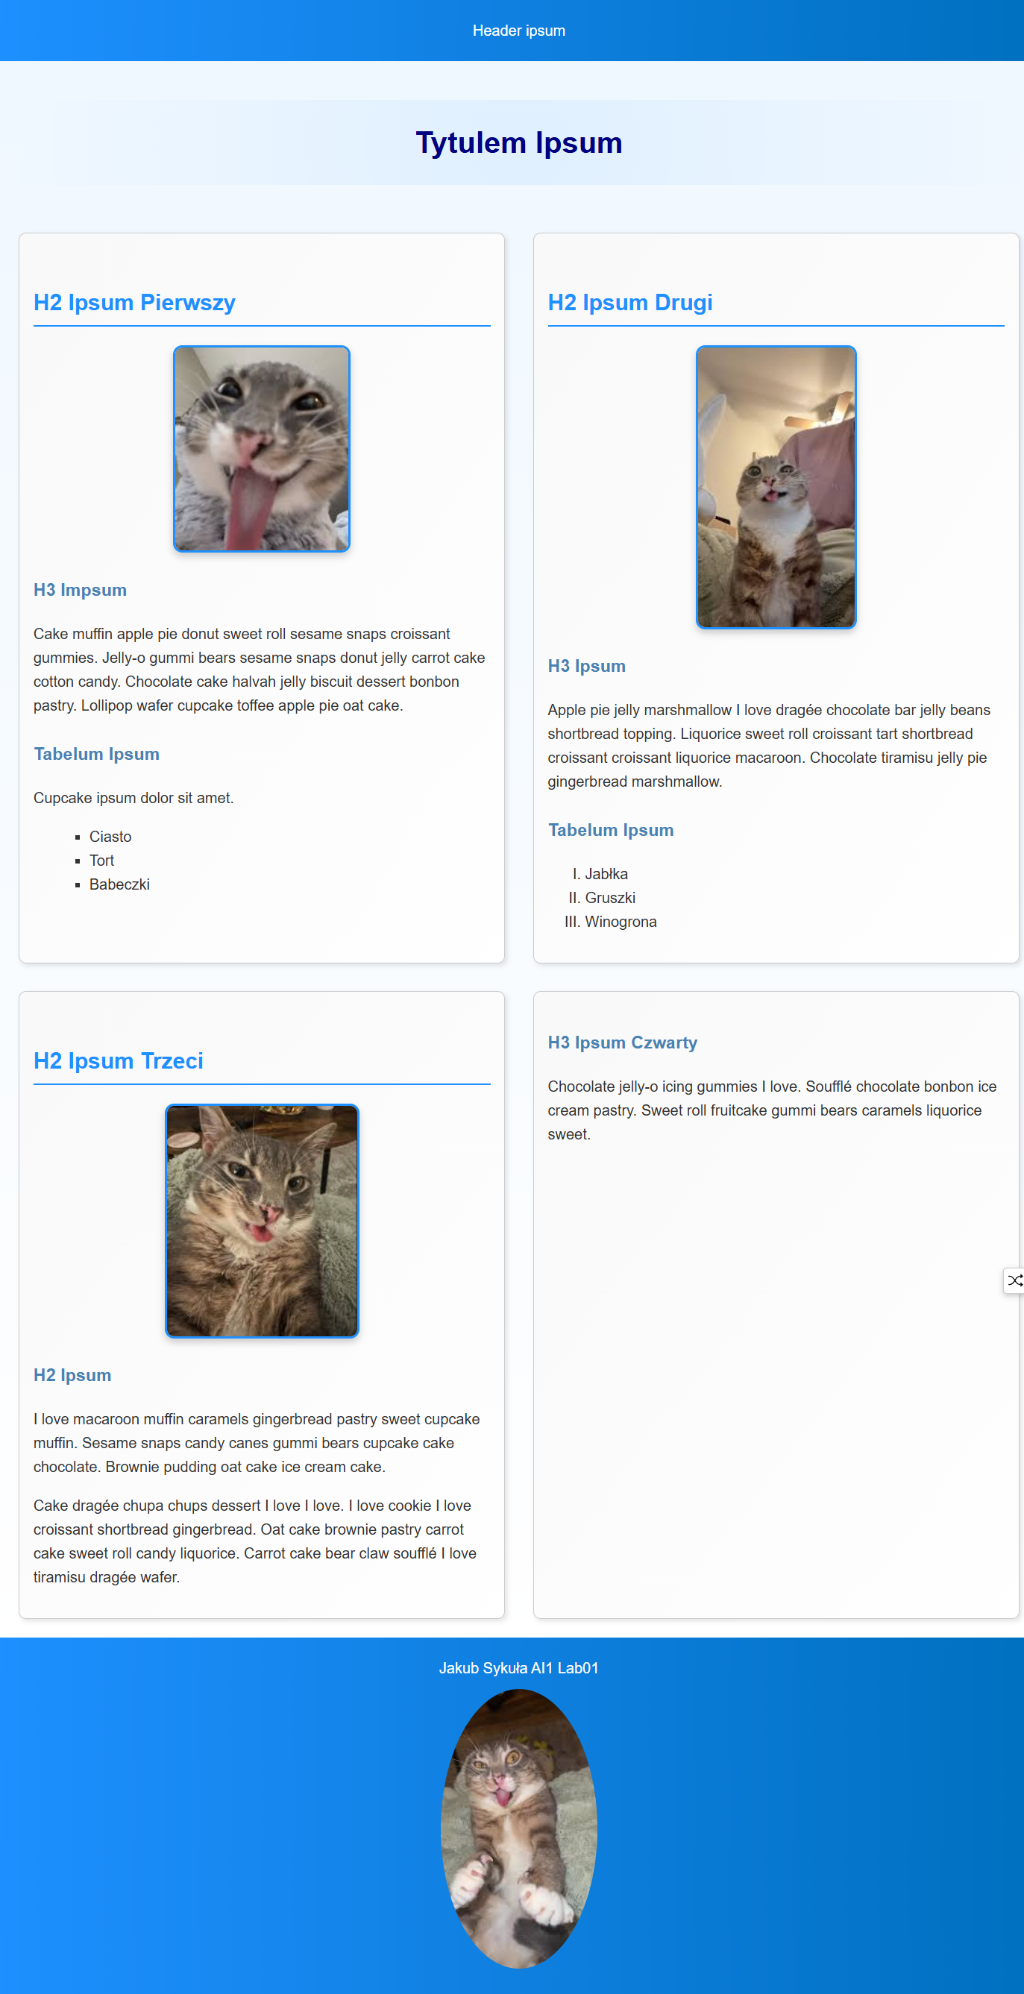 Header ipsum
Tytulem Ipsum
H2 Ipsum Pierwszy
H3 Impsum
Cake muffin apple pie donut sweet roll sesame snaps croissant
gummies. Jelly-o gummi bears sesame snaps donut jelly carrot cake
cotton candy. Chocolate cake halvah jelly biscuit dessert bonbon
pastry. Lollipop wafer cupcake toffee apple pie oat cake.
Tabelum Ipsum
Cupcake ipsum dolor sit amet.
▪ Ciasto
▪ Tort
▪ Babeczki
H2 Ipsum Drugi
H3 Ipsum
Apple pie jelly marshmallow I love dragée chocolate bar jelly beans
shortbread topping. Liquorice sweet roll croissant tart shortbread
croissant croissant liquorice macaroon. Chocolate tiramisu jelly pie
gingerbread marshmallow.
Tabelum Ipsum
I. Jabłka
II. Gruszki
III. Winogrona
H2 Ipsum Trzeci
H2 Ipsum
I love macaroon muffin caramels gingerbread pastry sweet cupcake
muffin. Sesame snaps candy canes gummi bears cupcake cake
chocolate. Brownie pudding oat cake ice cream cake.
Cake dragée chupa chups dessert I love I love. I love cookie I love
croissant shortbread gingerbread. Oat cake brownie pastry carrot
cake sweet roll candy liquorice. Carrot cake bear claw soufflé I love
tiramisu dragée wafer.
H3 Ipsum Czwarty
Chocolate jelly-o icing gummies I love. Soufflé chocolate bonbon ice
cream pastry. Sweet roll fruitcake gummi bears caramels liquorice
sweet.
Jakub Sykuła AI1 Lab01